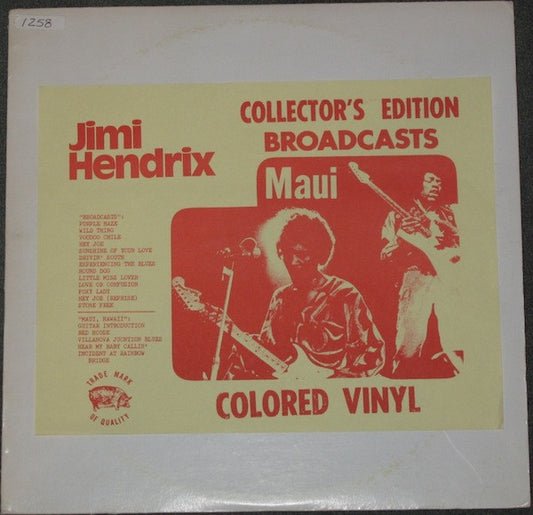 1258
COLLECTOR'S EDITION
BROADCASTS
Jimi
Hendrix
Maui
"BROADCASTS":
PURPLE HAZE
WILD THING
VOODOO CHILE
HEY JOE
SUNSHINE OF YOUR LOVE
DRIVIN' SOUTH
EXPERIENCING THE BLUES
HOUND DOG
LITTLE MISS LOVER
LOVE OR CONFUSION
FOXY LADY
HEY JOE (REPRISE)
STONE FREE
"MAUI, HAWAII":
GUITAR INTRODUCTION
RED HOUSE
VILLANOVA JUNCTION BLUES
HEAR MY BABY CALLIN'
INCIDENT AT RAINBOW
BRIDGE
TRADE MARK
OF QUALITY
COLORED VINYL